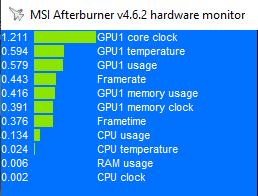 MSI Afterburner v4.6.2 hardware monitor
1.211 GPU1 core clock
0.594 GPU1 temperature
0.579 GPU1 usage
0.443 Framerate
0.416 GPU1 memory usage
0.391 GPU1 memory clock
0.376 Frametime
0.134 CPU usage
0.024 CPU temperature
0.006 RAM usage
0.002 CPU clock